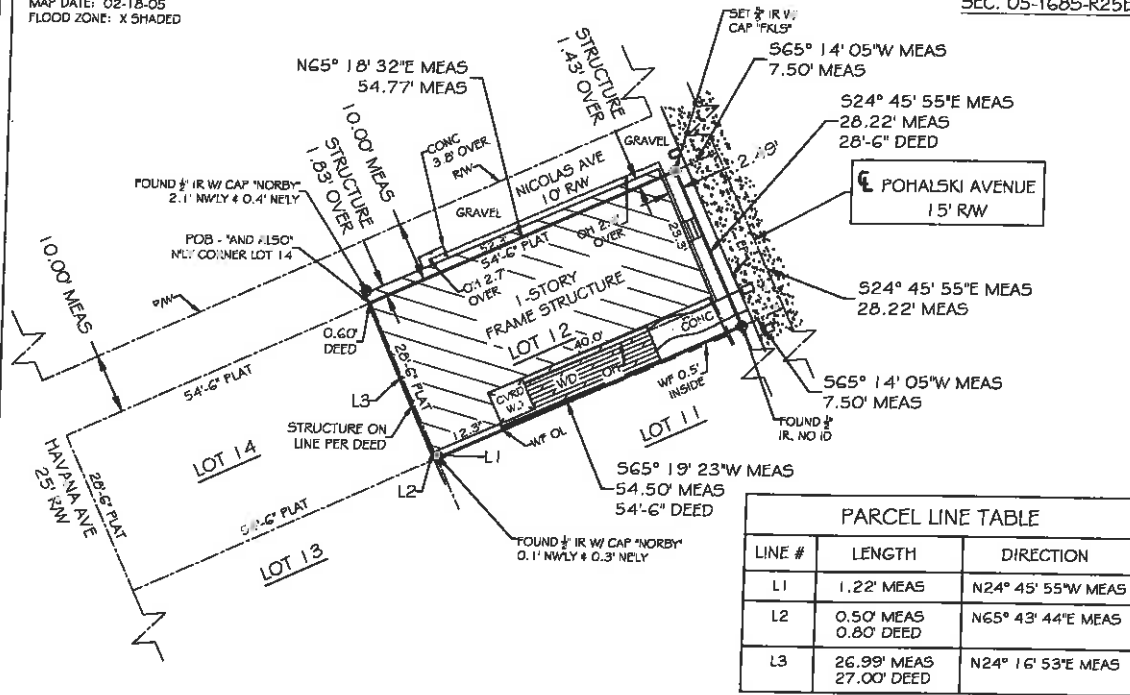 MAP DATE: 02-18-05
FLOOD ZONE: X SHADED
SEC. 05-1685-R25E
CAP "FKLS"
S65° 14' 05"W MEAS
7.50' MEAS
S24° 45' 55"E MEAS
28.22' MEAS
28'-6" DEED
N65° 18' 32"E MEAS
54.77' MEAS
STRUCTURE
1.43' OVER
10.00' MEAS
STRUCTURE
1.83' OVER
CONC
3.8' OVER
R/W
GRAVEL
NICOLAS AVE
10' R/W
GRAVEL
2.49'
POHALSKI AVENUE
15' R/W
FOUND ½" IR W/ CAP "NORBY"
2.1' NWLY & 0.4' NELY
POB - "AND ALSO"
N'LY CORNER LOT 14
10.00' MEAS
R/W
52.3'
54'-6" PLAT
OH 2.7'
OVER
OVER
1-STORY
FRAME STRUCTURE
LOT 12
S24° 45' 55"E MEAS
28.22' MEAS
0.60'
DEED
28'-6" PLAT
40.0'
CONC
WD
CVRD
54'-6" PLAT
L3
STRUCTURE ON
LINE PER DEED
WF 0.5'
INSIDE
S65° 14' 05"W MEAS
7.50' MEAS
FOUND ½"
IR, NO ID
12.3'
WF OL
LOT 11
L1
L2
HAVANA AVE
25' R/W
28'-6" PLAT
LOT 14
PLAT
LOT 13
S65° 19' 23"W MEAS
54.50' MEAS
54'-6" DEED
FOUND ½" IR W/ CAP "NORBY"
0.1' NWLY & 0.3' NELY
PARCEL LINE TABLE
LINE # LENGTH DIRECTION
L1 1.22' MEAS N24° 45' 55"W MEAS
L2 0.50' MEAS N65° 43' 44"E MEAS
0.80' DEED
L3 26.99' MEAS N24° 16' 53"E MEAS
27.00' DEED